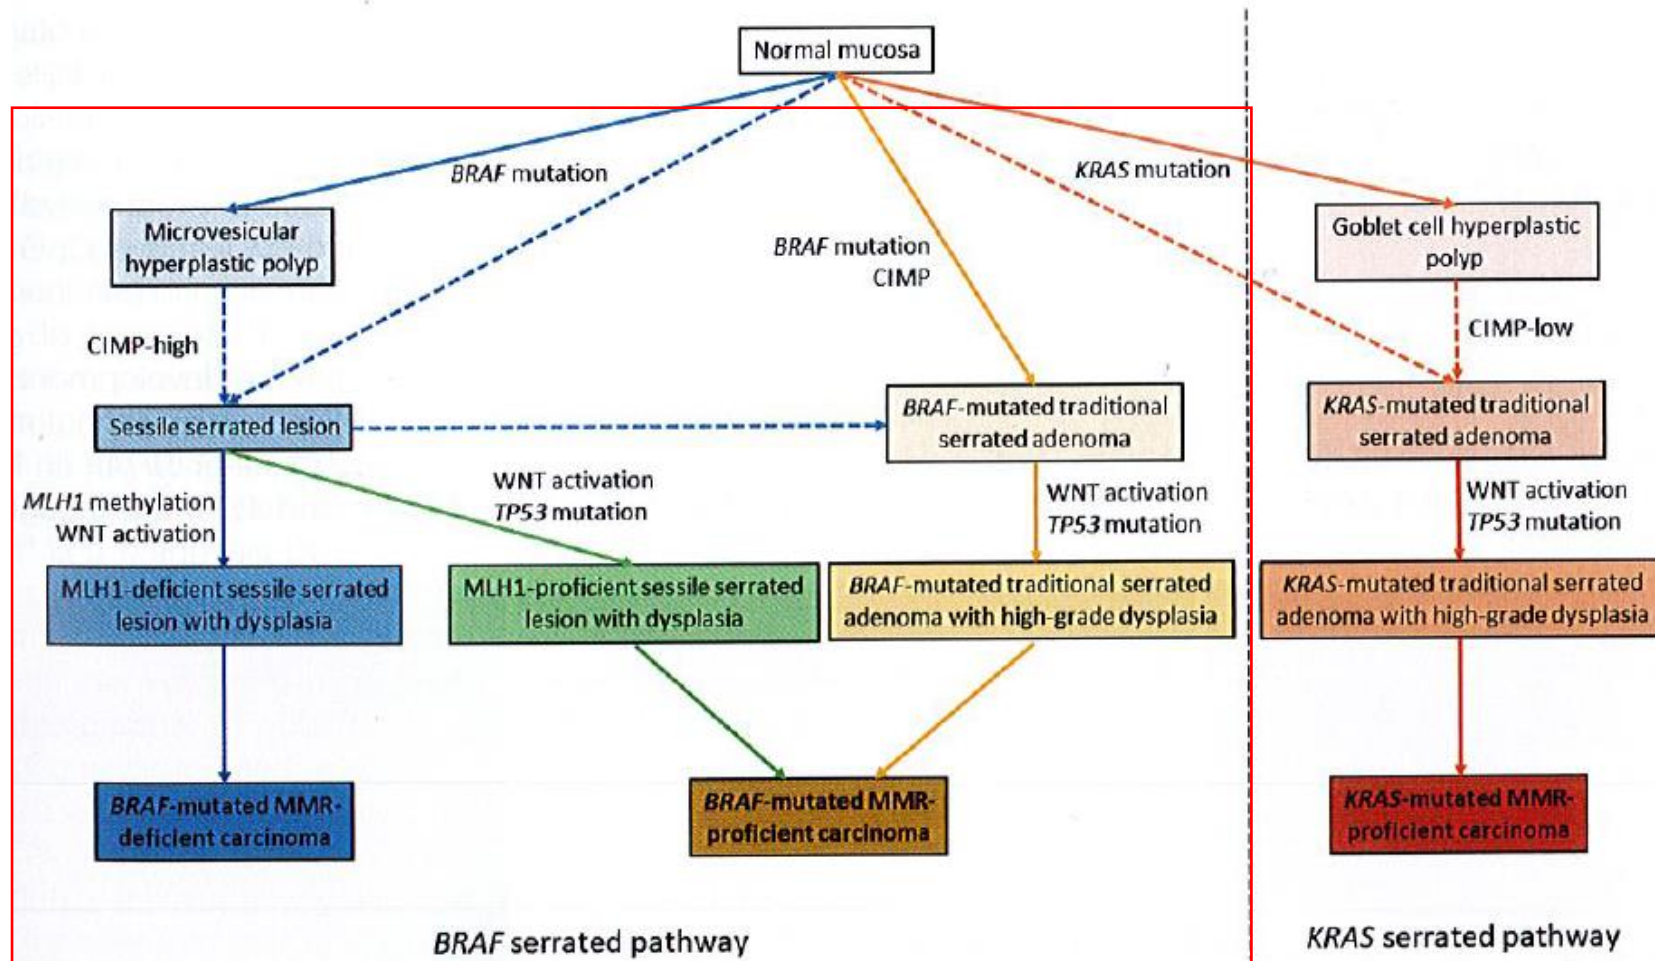 Normal mucosa
BRAF mutation
KRAS mutation
Microvesicular
hyperplastic polyp
BRAF mutation
CIMP
Goblet cell hyperplastic
polyp
CIMP-high
CIMP-low
Sessile serrated lesion
BRAF-mutated traditional
serrated adenoma
KRAS-mutated traditional
serrated adenoma
MLH1 methylation
WNT activation
WNT activation
TP53 mutation
WNT activation
TP53 mutation
WNT activation
TP53 mutation
MLH1-deficient sessile serrated
lesion with dysplasia
MLH1-proficient sessile serrated
lesion with dysplasia
BRAF-mutated traditional serrated
adenoma with high-grade dysplasia
KRAS-mutated traditional serrated
adenoma with high-grade dysplasia
BRAF-mutated MMR-
deficient carcinoma
BRAF-mutated MMR-
proficient carcinoma
KRAS-mutated MMR-
proficient carcinoma
BRAF serrated pathway
KRAS serrated pathway